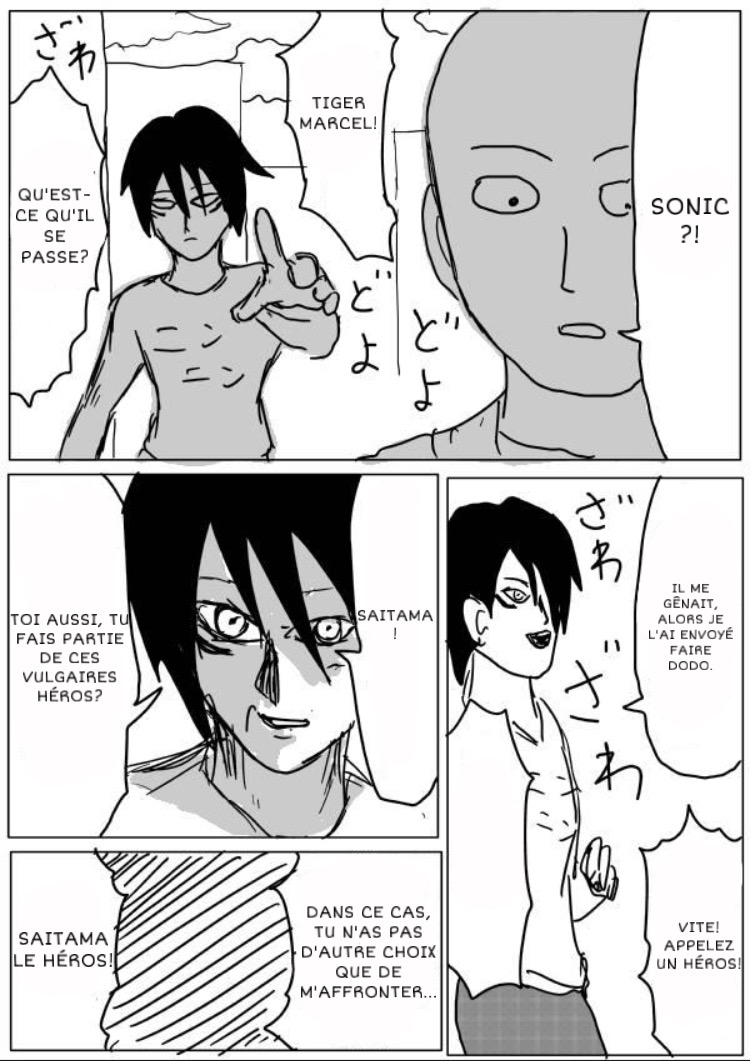 SONIC
?!
どよ
どよ
TIGER
MARCEL!
ざわ
QU'EST-
CE QU'IL
SE
PASSE?
IL ME
GÊNAIT,
ALORS JE
L'AI ENVOYÉ
FAIRE
DODO.
ざわ
ざわ
VITE!
APPELEZ
UN HÉROS!
SAITAMA
!
TOI AUSSI, TU
FAIS PARTIE
DE CES
VULGAIRES
HÉROS?
DANS CE CAS,
TU N'AS PAS
D'AUTRE CHOIX
QUE DE
M'AFFRONTER...
SAITAMA
LE HÉROS!